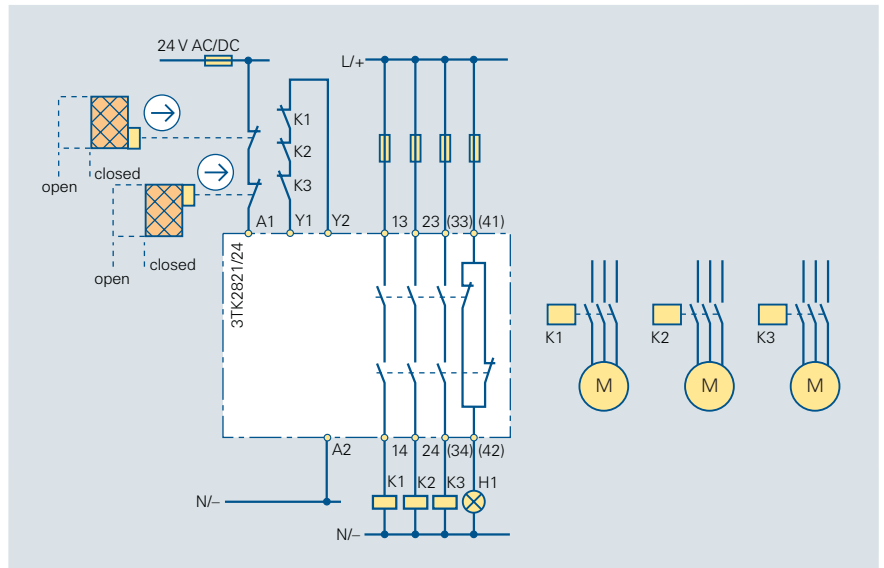 24 V AC/DC
L/+
K1
K2
K3
open
closed
open
closed
A1
Y1
Y2
13
23
(33)
(41)
3TK2821/24
A2
14
24
(34)
(42)
K1
K2
K3
H1
N/–
N/–
K1
K2
K3
M
M
M